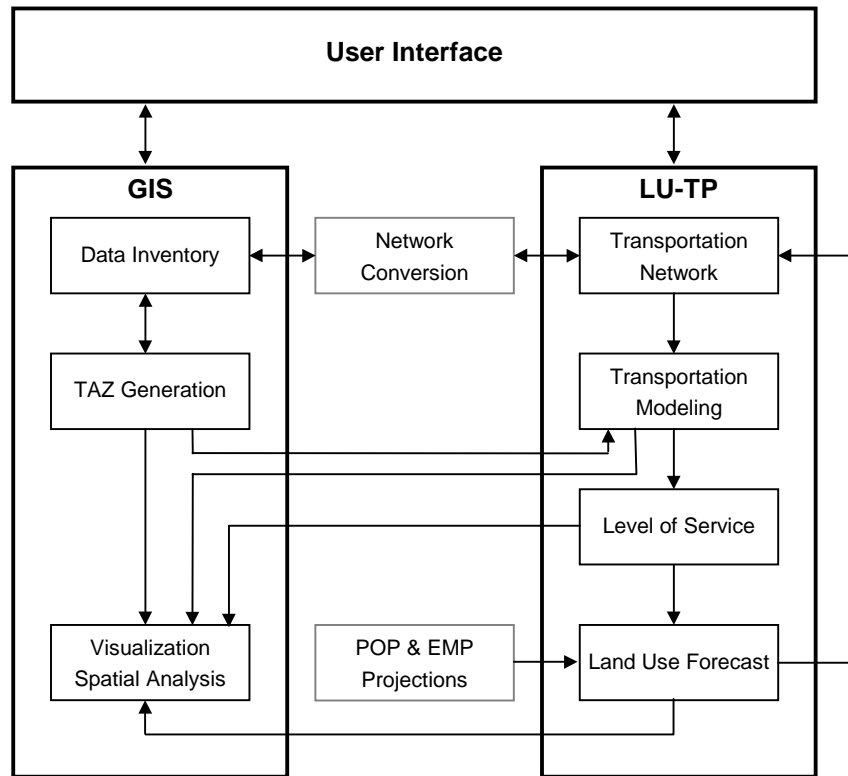 User Interface
GIS
LU-TP
Data Inventory
Network
Conversion
Transportation
Network
TAZ Generation
Transportation
Modeling
Level of Service
Visualization
Spatial Analysis
POP & EMP
Projections
Land Use Forecast